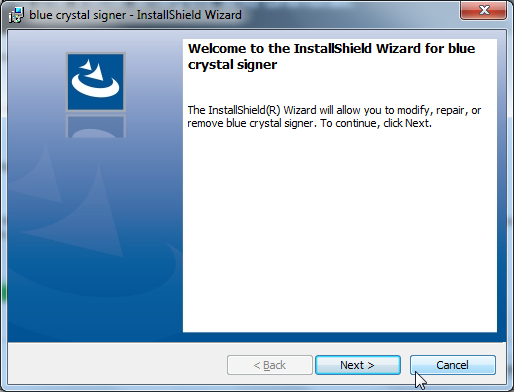 blue crystal signer - InstallShield Wizard
Welcome to the InstallShield Wizard for blue
crystal signer
The InstallShield(R) Wizard will allow you to modify, repair, or
remove blue crystal signer. To continue, click Next.
< Back
Next >
Cancel